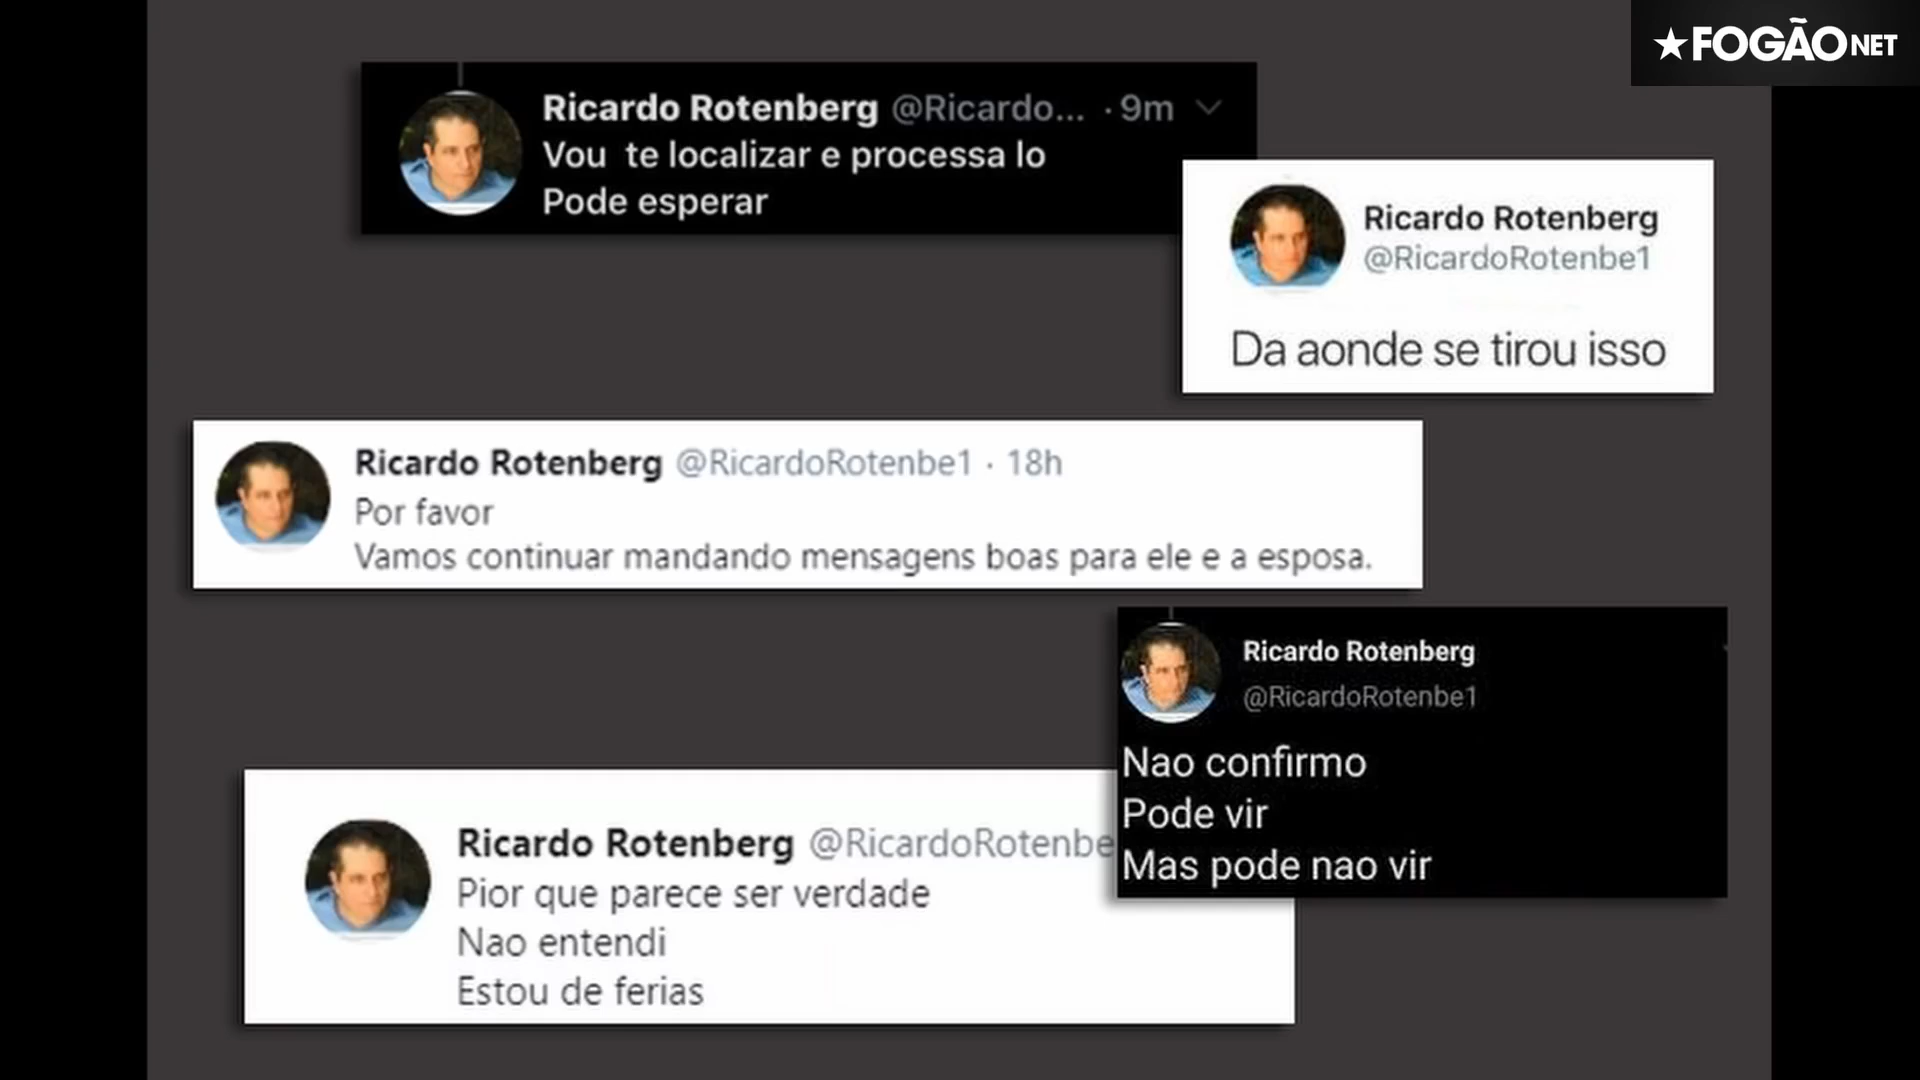 ★FOGÃONET
Ricardo Rotenberg @Ricardo... · 9m
Vou te localizar e processa lo
Pode esperar
Ricardo Rotenberg
@RicardoRotenbe1
Da aonde se tirou isso
Ricardo Rotenberg @RicardoRotenbe1 · 18h
Por favor
Vamos continuar mandando mensagens boas para ele e a esposa.
Ricardo Rotenberg
@RicardoRotenbe1
Nao confirmo
Pode vir
Mas pode nao vir
Ricardo Rotenberg @RicardoRotenbe
Pior que parece ser verdade
Nao entendi
Estou de ferias